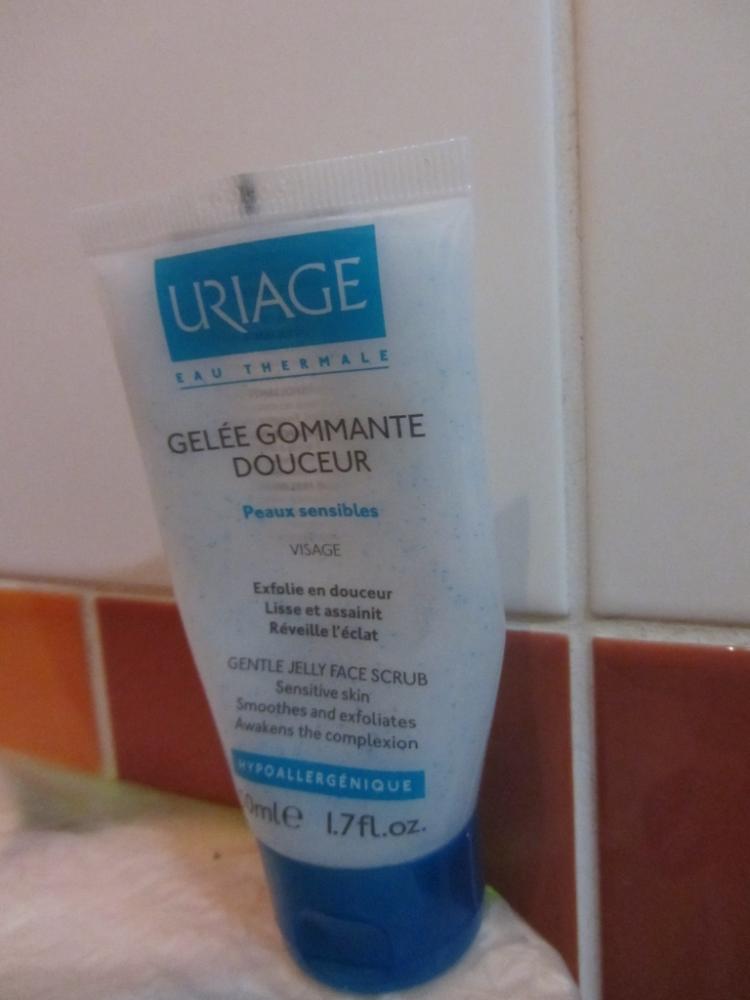 URIAGE
EAU THERMALE
GELÉE GOMMANTE
DOUCEUR
Peaux sensibles
VISAGE
Exfolie en douceur
Lisse et assainit
Réveille l'éclat
GENTLE JELLY FACE SCRUB
Sensitive skin
Smoothes and exfoliates
Awakens the complexion
HYPOALLERGÉNIQUE
0mle 1.7fl.oz.